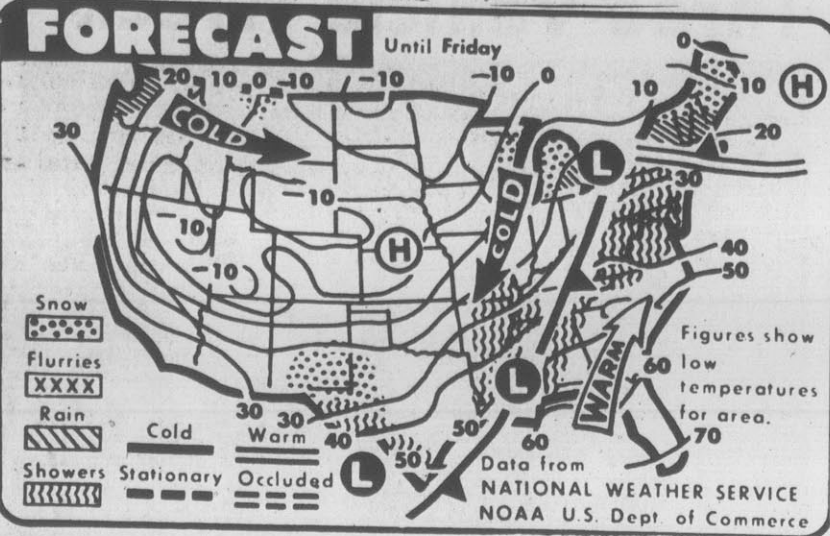 FORECAST
Until Friday
20 10 0 -10 -10 -10 0
0
10 10
H
20
30
COLD
L
30
-10
COLD
-10
H
40
-10
50
Snow
Flurries
XXXX
Rain
Showers
Cold
Warm
Stationary
Occluded
30 30
40
50
L
50
L
60
WARM
60
70
Figures show
low
temperatures
for area.
Data from
NATIONAL WEATHER SERVICE
NOAA U.S. Dept. of Commerce